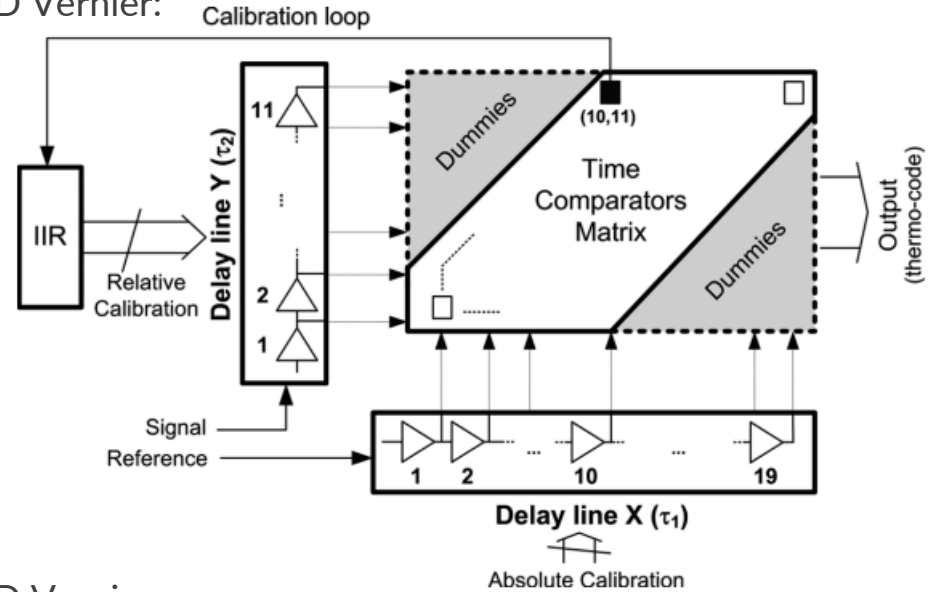 D Vernier:
Calibration loop
11
Dummies
(10,11)
Delay line Y (τ2)
...
Time
Comparators
Matrix
IIR
Output
(thermo-code)
Relative
Calibration
2
Dummies
1
Signal
Reference
... ...
1 2 10 19
Delay line X (τ1)
Absolute Calibration